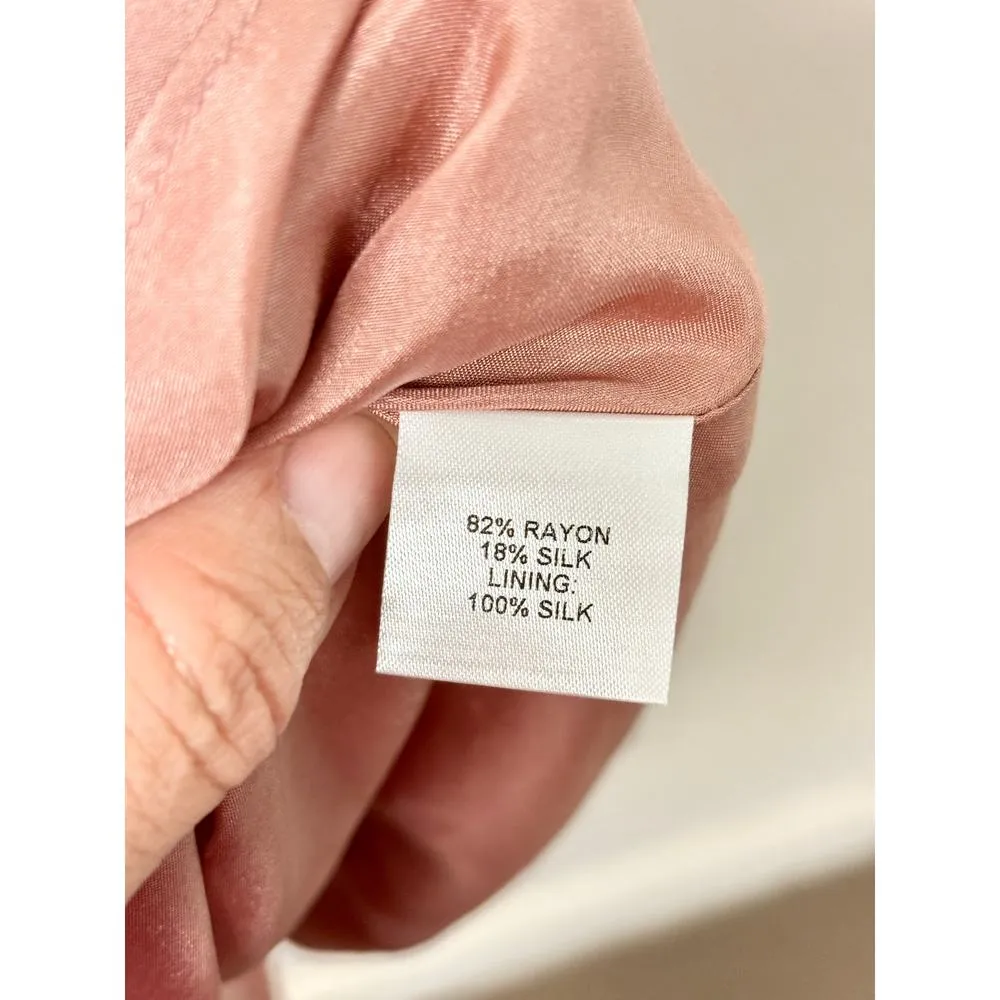 82% RAYON
18% SILK
LINING:
100% SILK